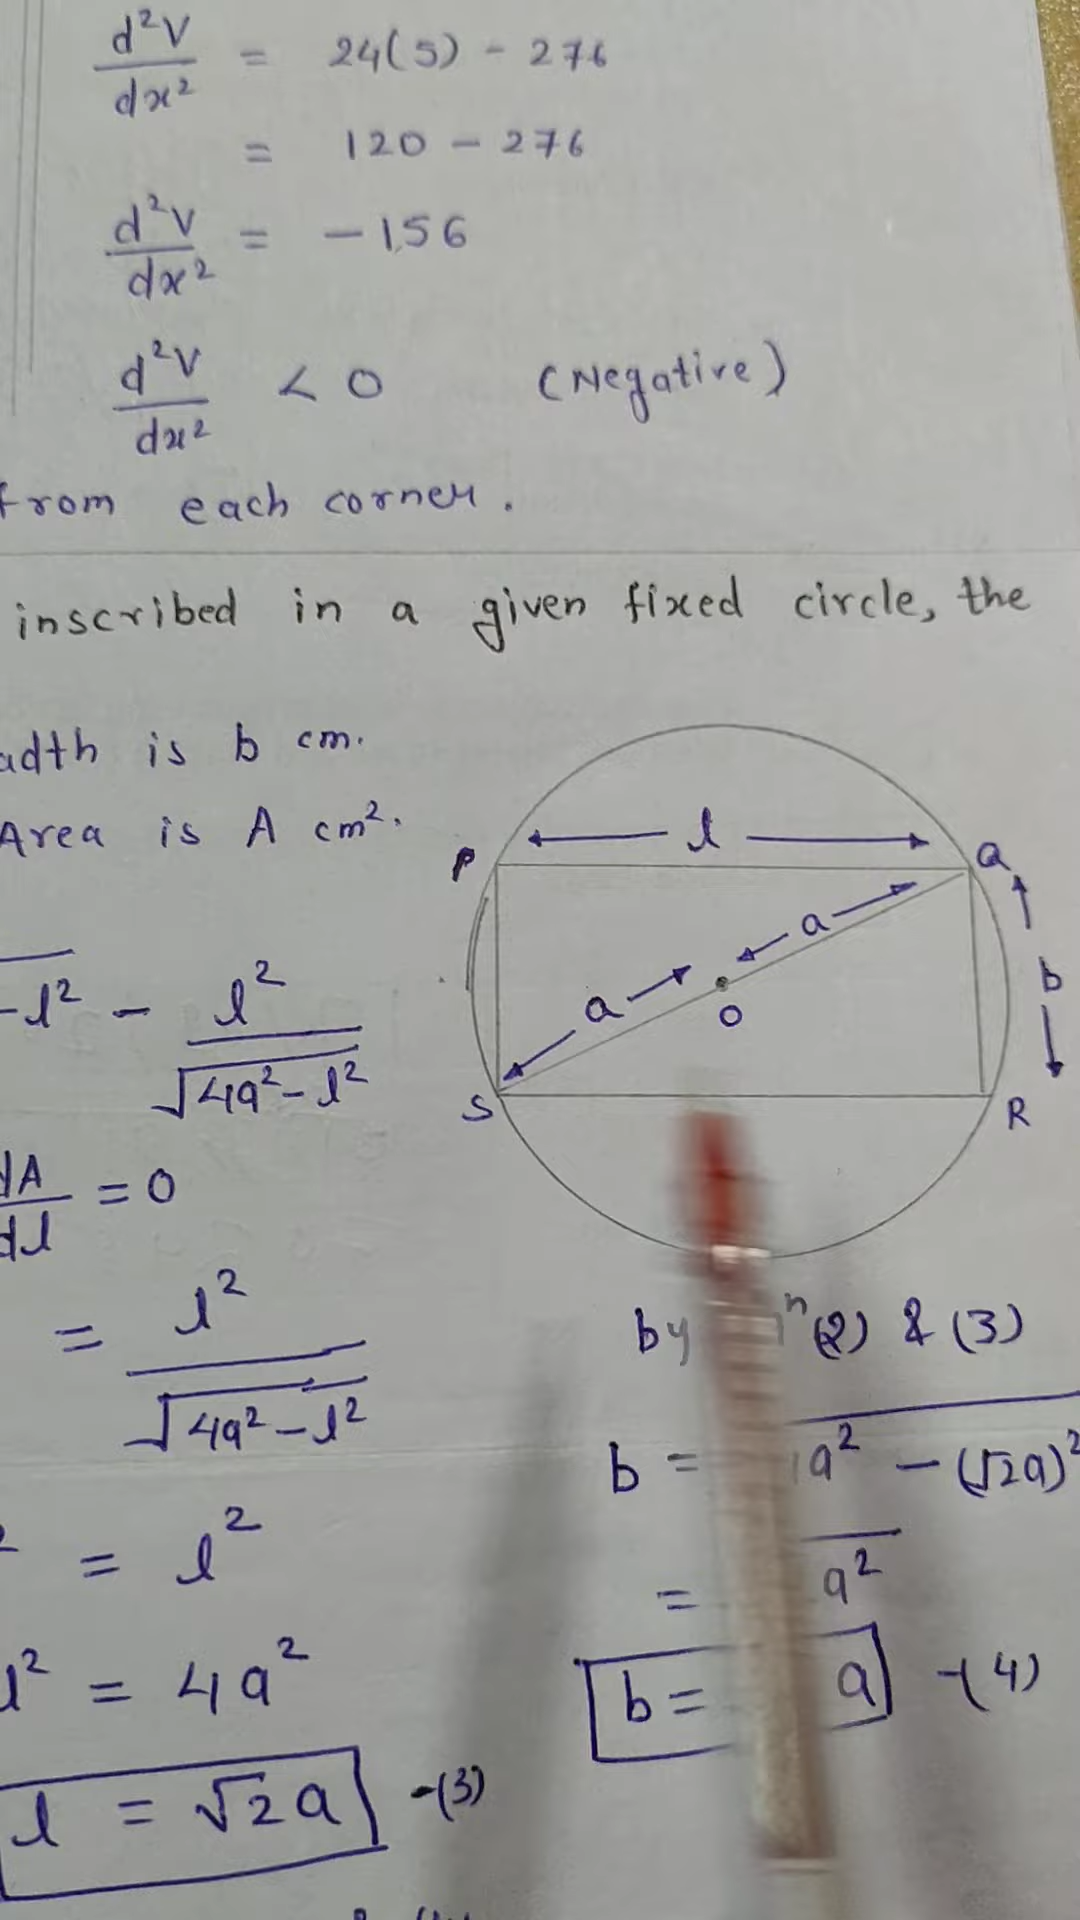 d²V/dx² = 24(5) - 276
= 120 - 276
d²V/dx² = -156
d²V/dx² < 0 (Negative)
from each corner.
inscribed in a given fixed circle, the
adth is b cm.
Area is A cm².
P l Q
a
b
a
O
S R
-l² - l²/√4a²-l²
dA/dl = 0
= l²/√4a²-l²
by n (2) & (3)
b = a² - (√2a)²
² = l²
= a²
l² = 4a²
b = a -(4)
l = √2a -(3)